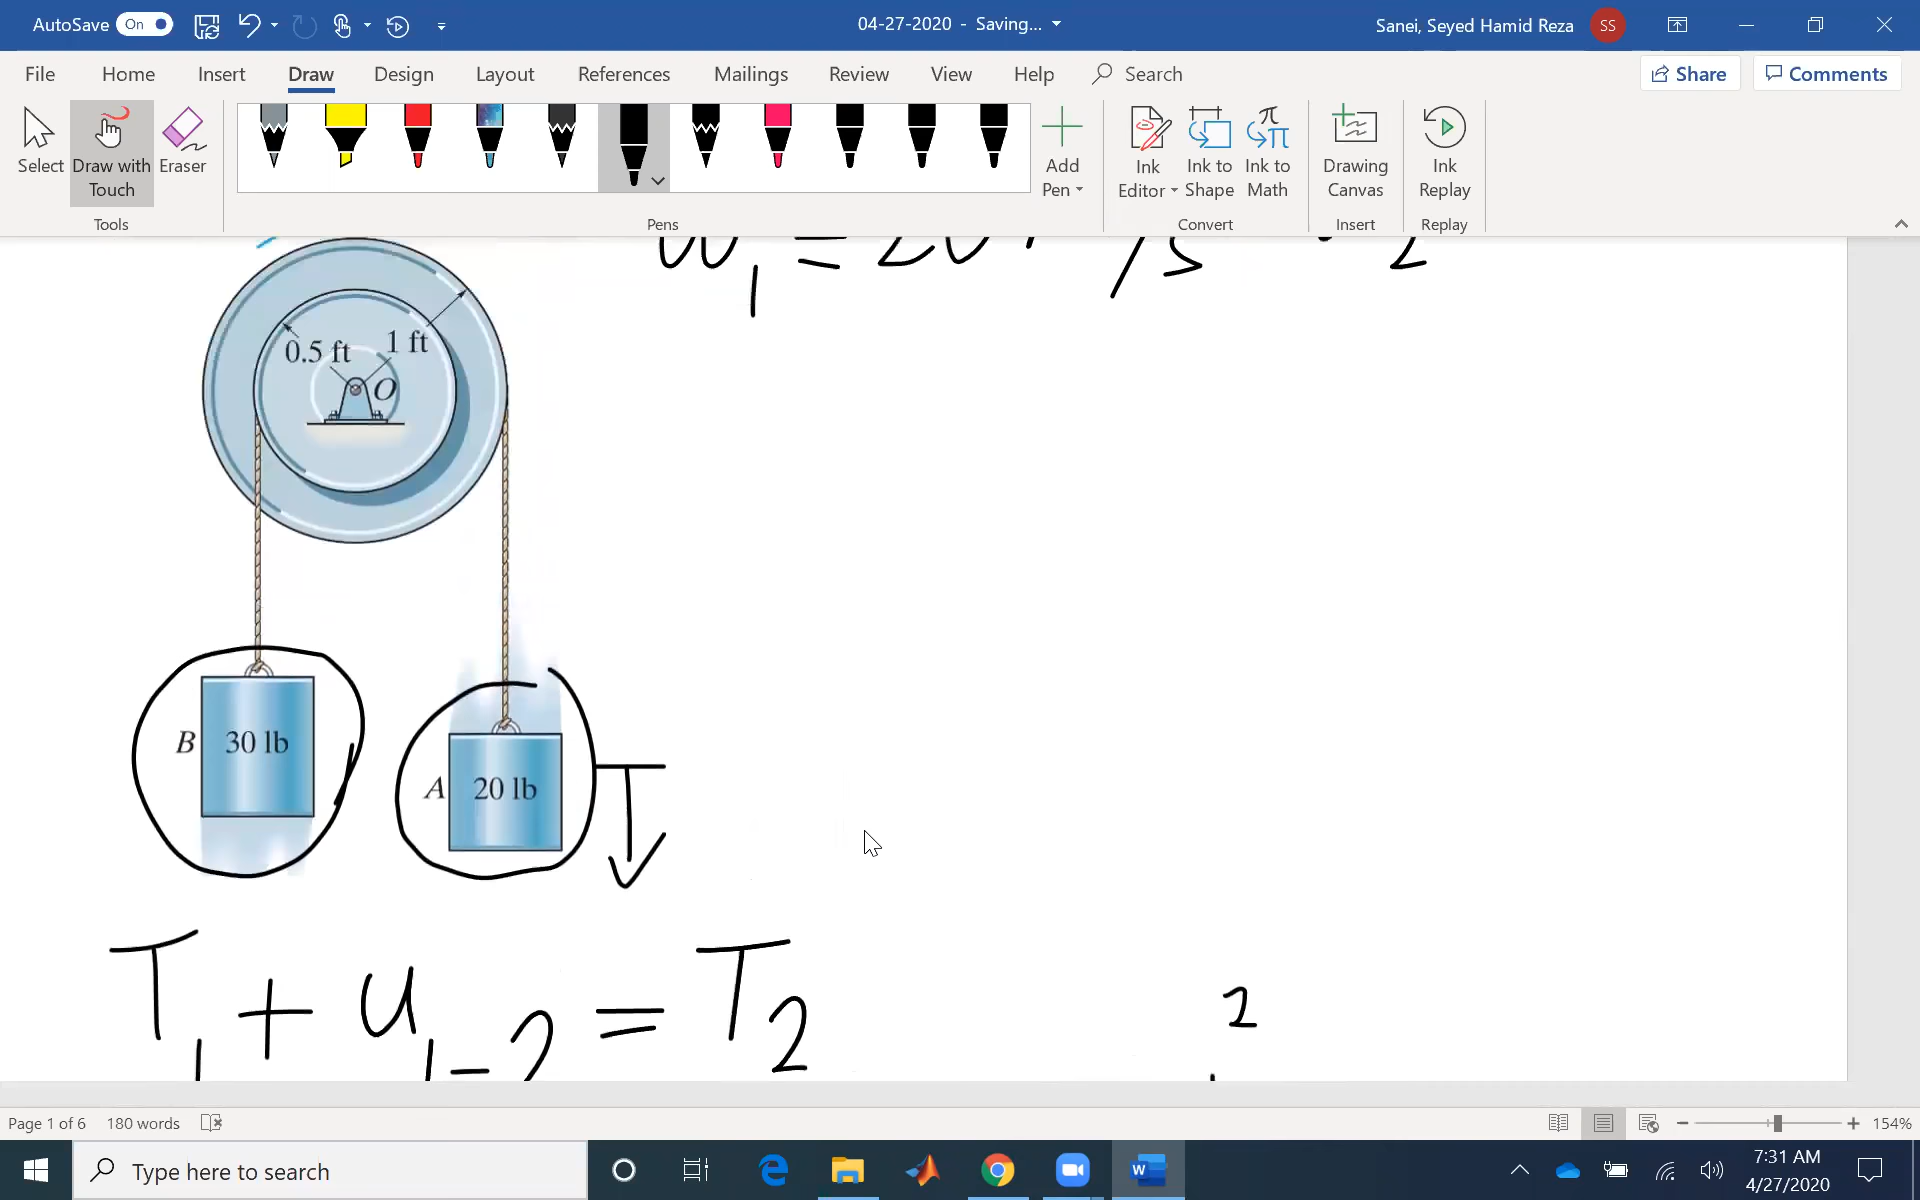 AutoSave On 04-27-2020 - Saving... Sanei, Seyed Hamid Reza SS
File Home Insert Draw Design Layout References Mailings Review View Help Search Share Comments
Select Draw with Touch Eraser
Add Pen Ink Editor Ink to Shape Ink to Math Drawing Canvas Ink Replay
Tools Pens Convert Insert Replay
0.5 ft 1 ft
O
B 30 lb
A 20 lb
T1 + U1-2 = T2
2
Page 1 of 6 180 words 154%
Type here to search
7:31 AM
4/27/2020